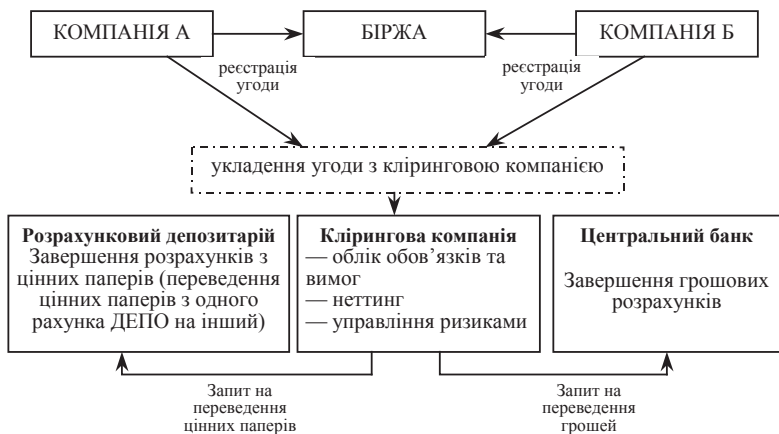 КОМПАНІЯ А
БІРЖА
КОМПАНІЯ Б
реєстрація
угоди
реєстрація
угоди
укладення угоди з кліринговою компанією
Розрахунковий депозитарій
Завершення розрахунків з
цінних паперів (переведення
цінних паперів з одного
рахунка ДЕПО на інший)
Клірингова компанія
— облік обов’язків та
вимог
— неттинг
— управління ризиками
Центральний банк
Завершення грошових
розрахунків
Запит на
переведення
цінних паперів
Запит на
переведення
грошей